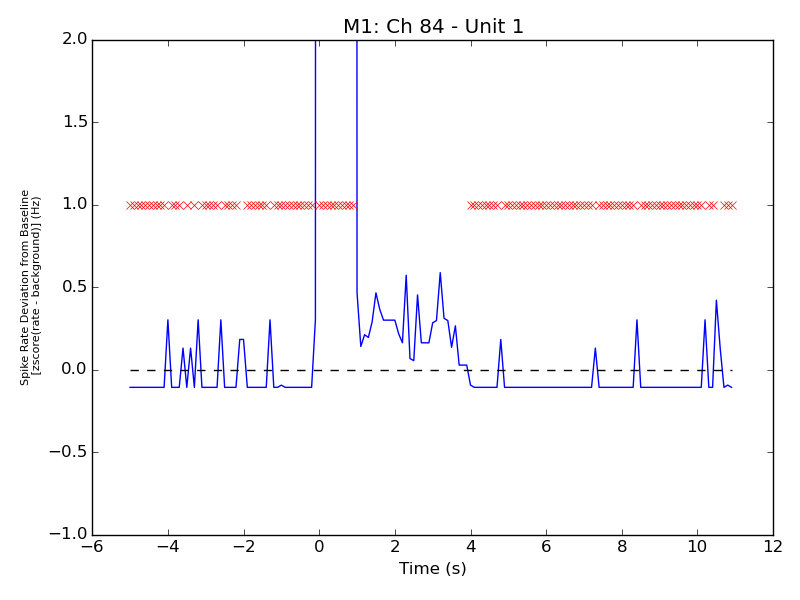 M1: Ch 84 - Unit 1
2.0
1.5
1.0
0.5
0.0
−0.5
−1.0
Spike Rate Deviation from Baseline
[zscore(rate - background)] (Hz)
−6 −4 −2 0 2 4 6 8 10 12
Time (s)